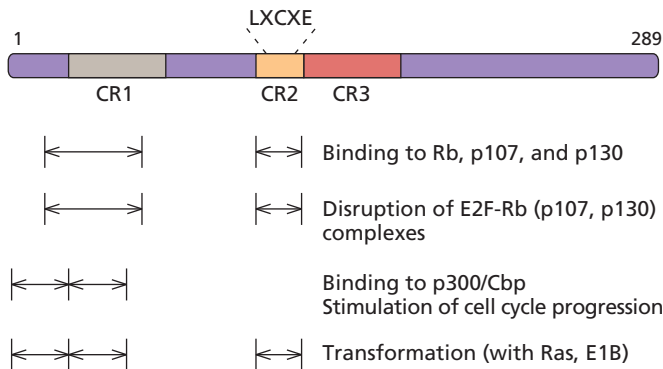 LXCXE
1 289
CR1 CR2 CR3
Binding to Rb, p107, and p130
Disruption of E2F-Rb (p107, p130)
complexes
Binding to p300/Cbp
Stimulation of cell cycle progression
Transformation (with Ras, E1B)